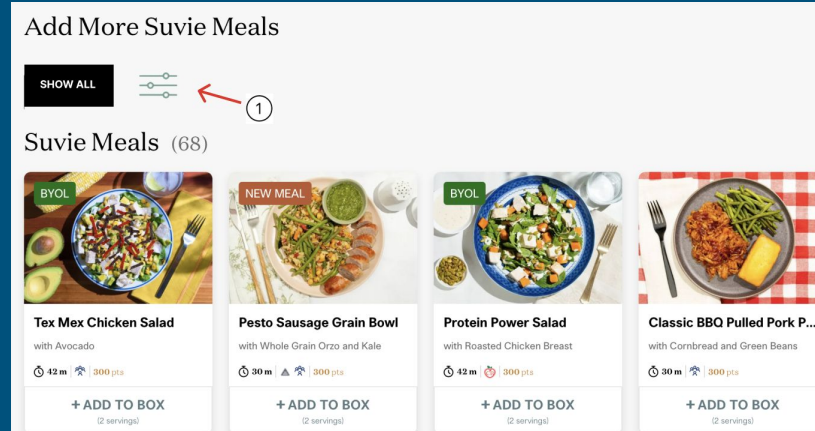 Add More Suvie Meals
SHOW ALL
1
Suvie Meals (68)
BYOL
NEW MEAL
BYOL
Tex Mex Chicken Salad
with Avocado
42 m 300 pts
+ ADD TO BOX
(2 servings)
Pesto Sausage Grain Bowl
with Whole Grain Orzo and Kale
30 m 300 pts
+ ADD TO BOX
(2 servings)
Protein Power Salad
with Roasted Chicken Breast
42 m 300 pts
+ ADD TO BOX
(2 servings)
Classic BBQ Pulled Pork P...
with Cornbread and Green Beans
30 m 300 pts
+ ADD TO BOX
(2 servings)